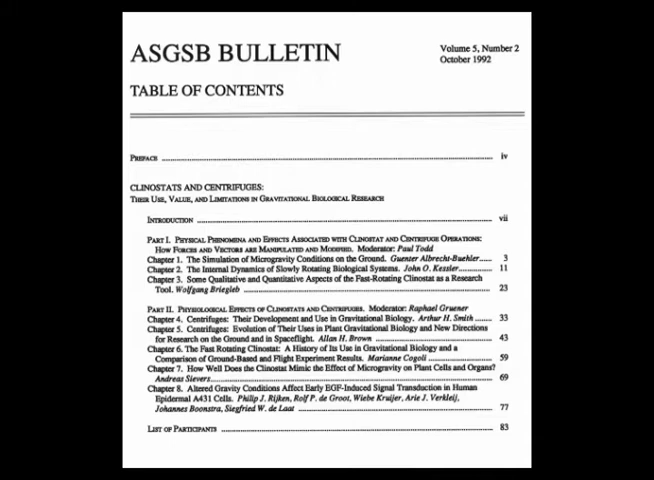 ASGSB BULLETIN
Volume 5, Number 2
October 1992
TABLE OF CONTENTS
PREFACE ... iv
CLINOSTATS AND CENTRIFUGES:
THEIR USE, VALUE, AND LIMITATIONS IN GRAVITATIONAL BIOLOGICAL RESEARCH
INTRODUCTION ... vii
PART I. PHYSICAL PHENOMENA AND EFFECTS ASSOCIATED WITH CLINOSTAT AND CENTRIFUGE OPERATIONS:
HOW FORCES AND VECTORS ARE MANIPULATED AND MODIFIED. Moderator: Paul Todd
Chapter 1. The Simulation of Microgravity Conditions on the Ground. Guenter Albrecht-Buehler ... 3
Chapter 2. The Internal Dynamics of Slowly Rotating Biological Systems. John O. Kessler ... 11
Chapter 3. Some Qualitative and Quantitative Aspects of the Fast-Rotating Clinostat as a Research
Tool. Wolfgang Briegleb ... 23
PART II. PHYSIOLOGICAL EFFECTS OF CLINOSTATS AND CENTRIFUGES. Moderator: Raphael Gruener
Chapter 4. Centrifuges: Their Development and Use in Gravitational Biology. Arthur H. Smith ... 33
Chapter 5. Centrifuges: Evolution of Their Uses in Plant Gravitational Biology and New Directions
for Research on the Ground and in Spaceflight. Allan H. Brown ... 43
Chapter 6. The Fast Rotating Clinostat: A History of Its Use in Gravitational Biology and a
Comparison of Ground-Based and Flight Experiment Results. Marianne Cogoli ... 59
Chapter 7. How Well Does the Clinostat Mimic the Effect of Microgravity on Plant Cells and Organs?
Andreas Sievers ... 69
Chapter 8. Altered Gravity Conditions Affect Early EGF-Induced Signal Transduction in Human
Epidermal A431 Cells. Philip J. Rijken, Rolf P. de Groot, Wiebe Kruijer, Arie J. Verkleij,
Johannes Boonstra, Siegfried W. de Laat ... 77
LIST OF PARTICIPANTS ... 83